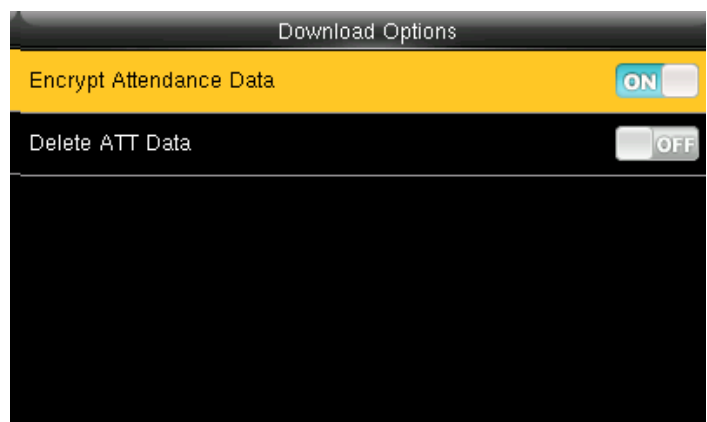 Download Options
Encrypt Attendance Data
ON
Delete ATT Data
OFF